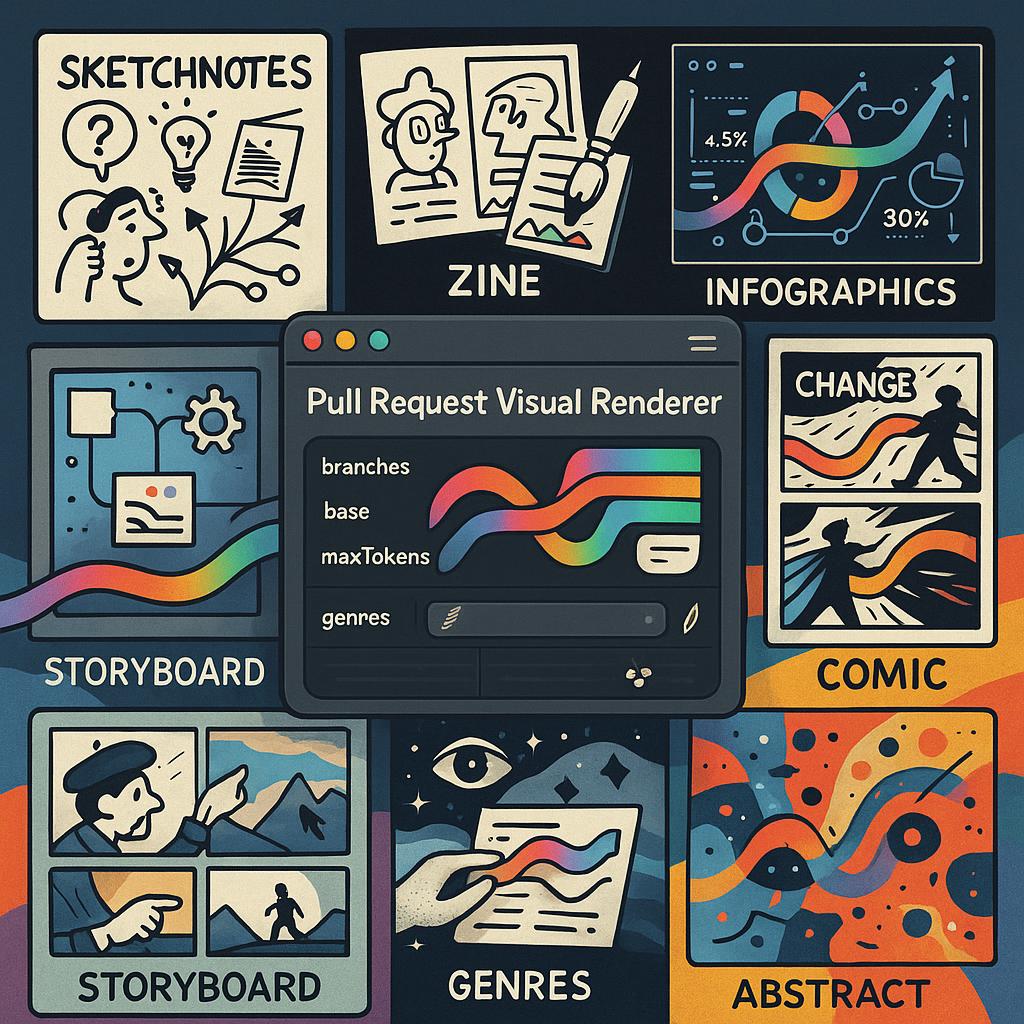 SKETCHNOTES
?
ZINE
4.5%
30%
INFOGRAPHICS
Pull Request Visual Renderer
branches
base
maxTokens
genres
STORYBOARD
CHANGE
COMIC
STORYBOARD
GENRES
ABSTRACT